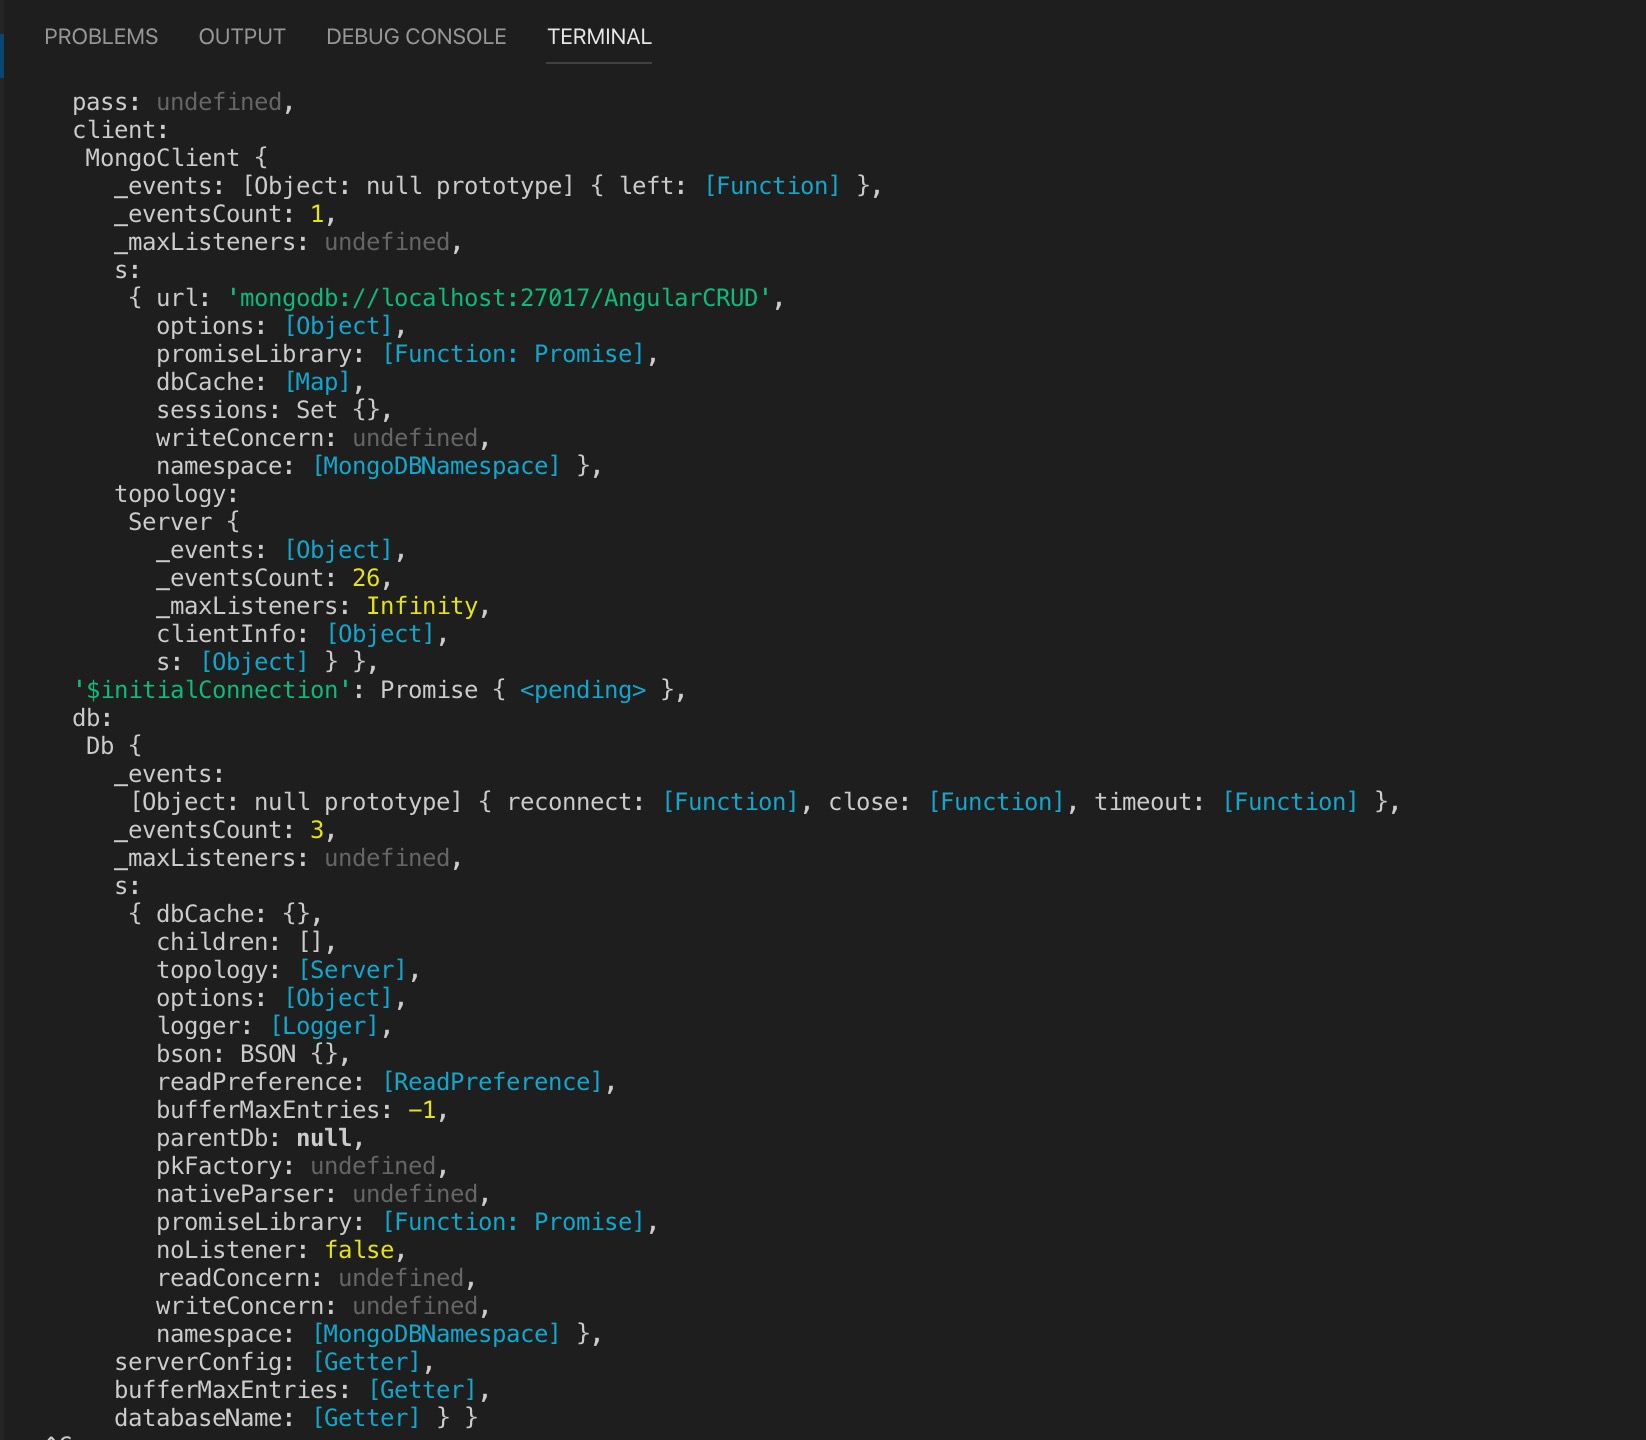 PROBLEMS OUTPUT DEBUG CONSOLE TERMINAL
pass: undefined,
client:
MongoClient {
_events: [Object: null prototype] { left: [Function] },
_eventsCount: 1,
_maxListeners: undefined,
s:
{ url: 'mongodb://localhost:27017/AngularCRUD',
options: [Object],
promiseLibrary: [Function: Promise],
dbCache: [Map],
sessions: Set {},
writeConcern: undefined,
namespace: [MongoDBNamespace] },
topology:
Server {
_events: [Object],
_eventsCount: 26,
_maxListeners: Infinity,
clientInfo: [Object],
s: [Object] } },
'$initialConnection': Promise { <pending> },
db:
Db {
_events:
[Object: null prototype] { reconnect: [Function], close: [Function], timeout: [Function] },
_eventsCount: 3,
_maxListeners: undefined,
s:
{ dbCache: {},
children: [],
topology: [Server],
options: [Object],
logger: [Logger],
bson: BSON {},
readPreference: [ReadPreference],
bufferMaxEntries: -1,
parentDb: null,
pkFactory: undefined,
nativeParser: undefined,
promiseLibrary: [Function: Promise],
noListener: false,
readConcern: undefined,
writeConcern: undefined,
namespace: [MongoDBNamespace] },
serverConfig: [Getter],
bufferMaxEntries: [Getter],
databaseName: [Getter] } }